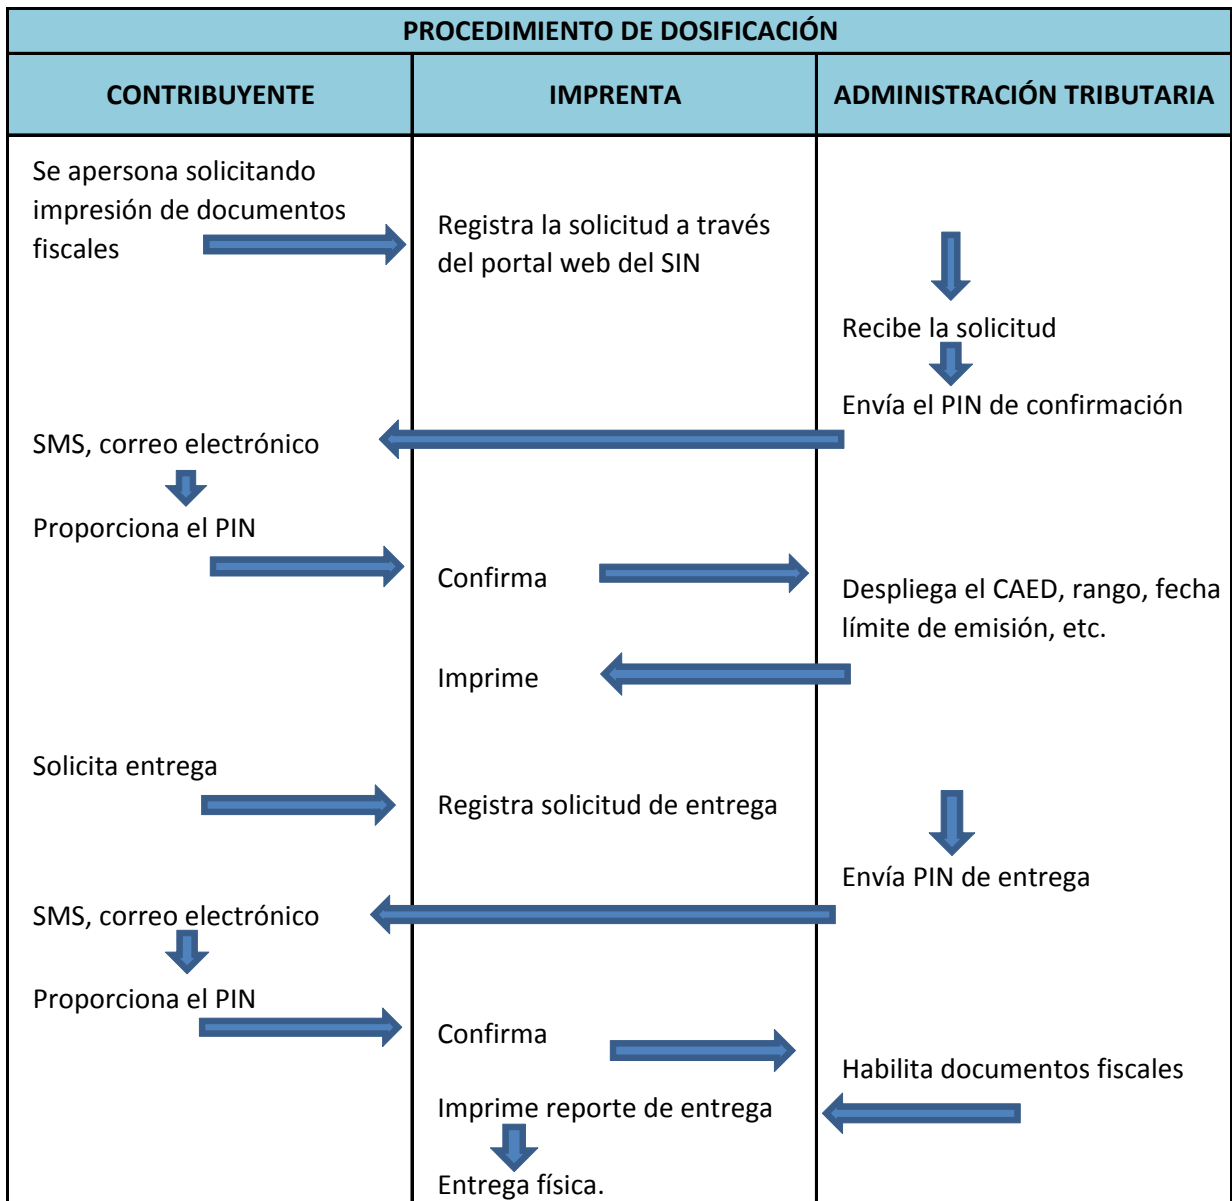 PROCEDIMIENTO DE DOSIFICACIÓN
CONTRIBUYENTE
IMPRENTA
ADMINISTRACIÓN TRIBUTARIA
Se apersona solicitando
impresión de documentos
fiscales
Registra la solicitud a través
del portal web del SIN
Recibe la solicitud
Envía el PIN de confirmación
SMS, correo electrónico
Proporciona el PIN
Confirma
Despliega el CAED, rango, fecha
límite de emisión, etc.
Imprime
Solicita entrega
Registra solicitud de entrega
Envía PIN de entrega
SMS, correo electrónico
Proporciona el PIN
Confirma
Habilita documentos fiscales
Imprime reporte de entrega
Entrega física.